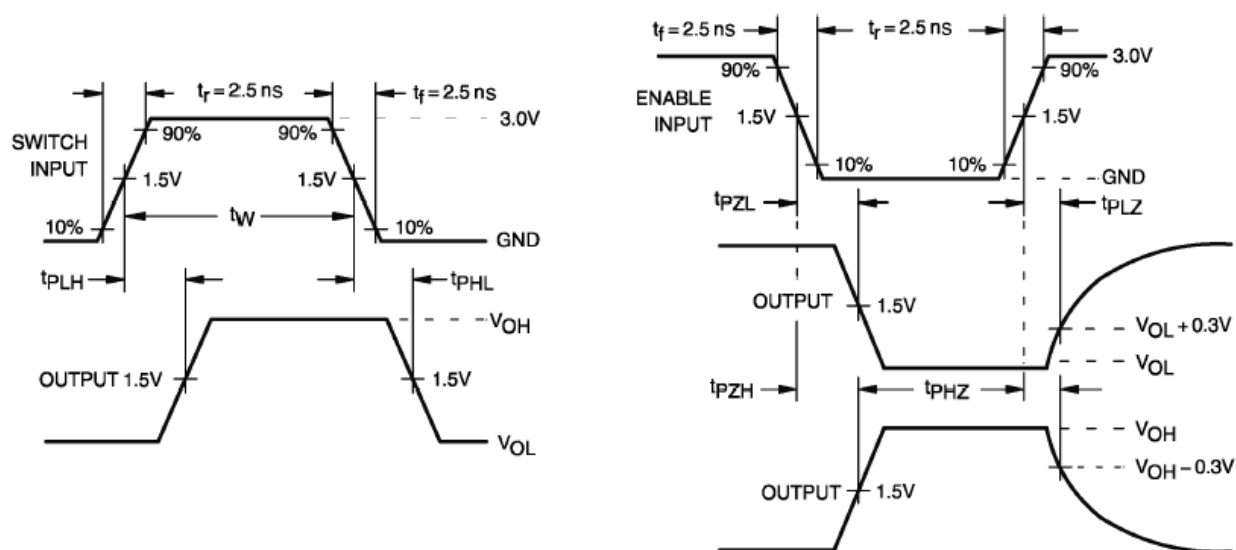 tr = 2.5 ns
tf = 2.5 ns
3.0V
SWITCH
INPUT
90%
90%
1.5V
1.5V
10%
tW
10%
GND
tPLH
tPHL
VOH
OUTPUT 1.5V
1.5V
VOL
tf = 2.5 ns
tr = 2.5 ns
3.0V
90%
90%
ENABLE
INPUT
1.5V
1.5V
10%
10%
GND
tPZL
tPLZ
OUTPUT
1.5V
VOL + 0.3V
VOL
tPZH
tPHZ
VOH
VOH – 0.3V
OUTPUT
1.5V